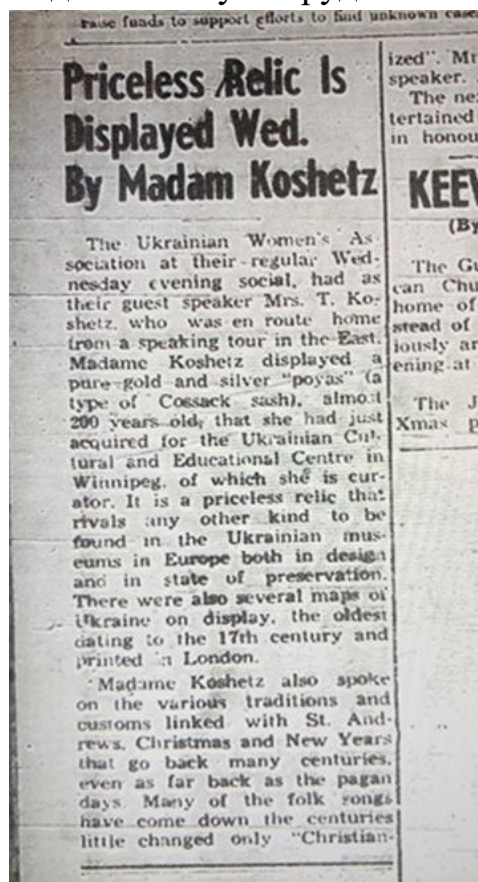 raise funds to support efforts to find unknown
Priceless Relic Is
Displayed Wed.
By Madam Koshetz
The Ukrainian Women's As
sociation at their regular Wed-
nesday evening social, had as
their guest speaker Mrs. T. Ko-
shetz, who was en route home
from a speaking tour in the East.
Madame Koshetz displayed a
pure gold and silver "poyas" (a
type of Cossack sash), almost
200 years old, that she had just
acquired for the Ukrainian Cul-
tural and Educational Centre in
Winnipeg, of which she is cur-
ator. It is a priceless relic that
rivals any other kind to be
found in the Ukrainian mus-
eums in Europe both in design
and in state of preservation.
There were also several maps of
Ukraine on display, the oldest
dating to the 17th century and
printed in London.
Madame Koshetz also spoke
on the various traditions and
customs linked with St. And-
rews, Christmas and New Years
that go back many centuries,
even as far back as the pagan
days. Many of the folk songs
have come down the centuries
little changed only "Christian-
ized". Mr
speaker.
The ne
tertained
in honou
KEEW
(By
The Gu
can Chu
home of
stead of
iously ar
ening at
The J
Xmas p